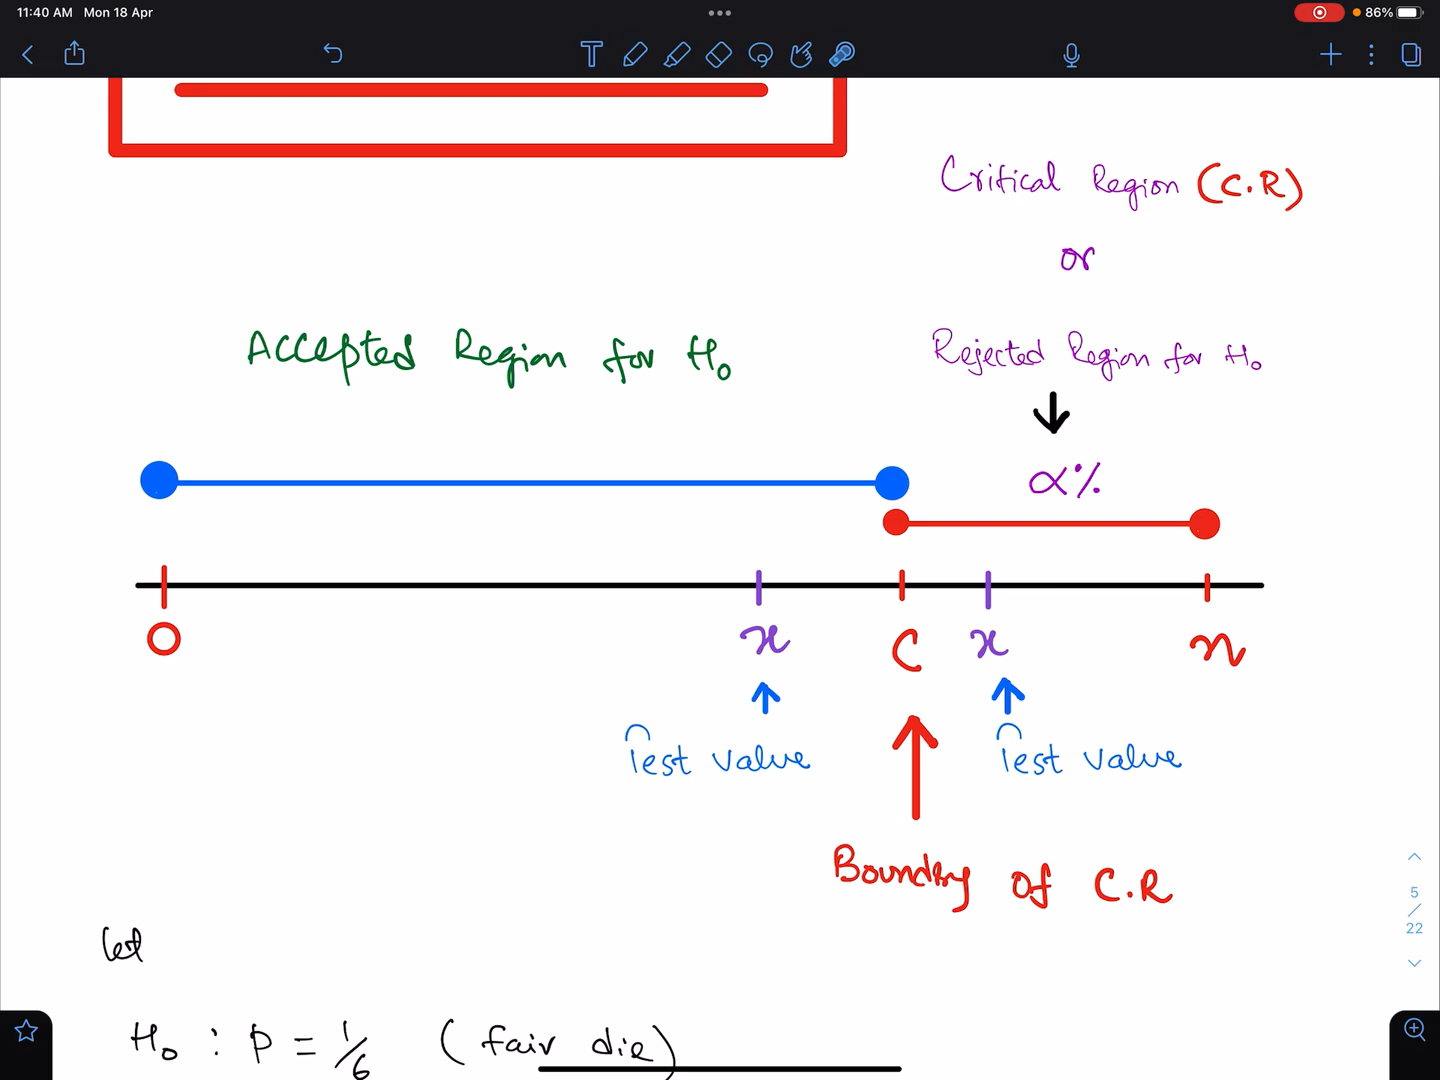 11:40 AM Mon 18 Apr
86%
Critical Region (C.R)
or
Accepted Region for H₀
Rejected Region for H₀
α%
0 x C x n
Test value
Test value
Boundry of C.R
5
/
22
let
H₀ : P = 1/6 (fair die)